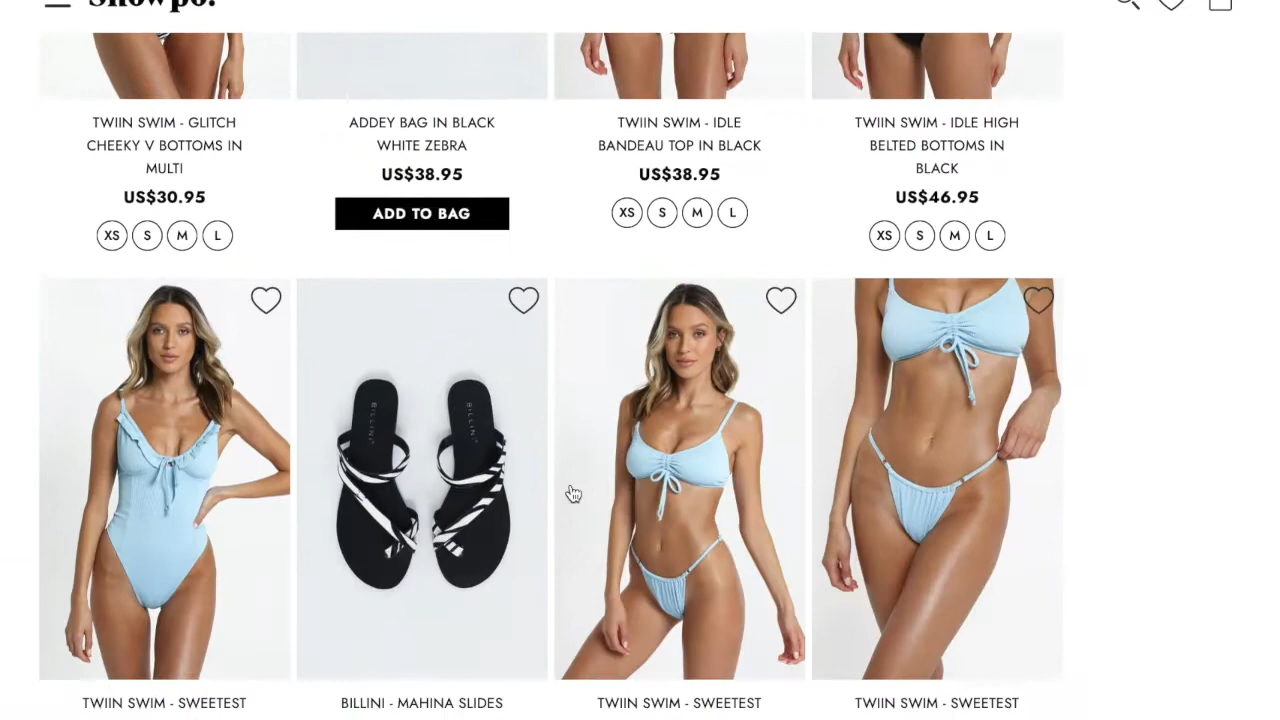 Showpo.
TWIIN SWIM - GLITCH
CHEEKY V BOTTOMS IN
MULTI
US$30.95
XS S M L
ADDEY BAG IN BLACK
WHITE ZEBRA
US$38.95
ADD TO BAG
TWIIN SWIM - IDLE
BANDEAU TOP IN BLACK
US$38.95
XS S M L
TWIIN SWIM - IDLE HIGH
BELTED BOTTOMS IN
BLACK
US$46.95
XS S M L
BILLINI
BILLINI
TWIIN SWIM - SWEETEST
BILLINI - MAHINA SLIDES
TWIIN SWIM - SWEETEST
TWIIN SWIM - SWEETEST